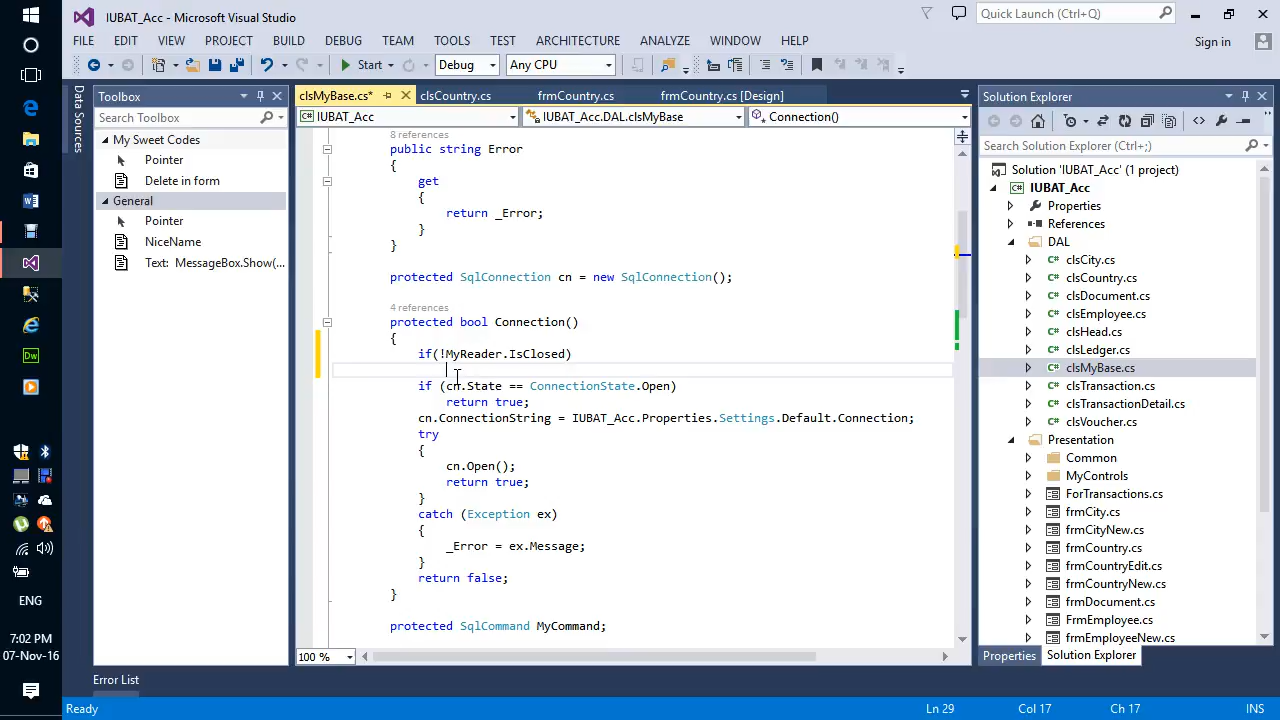 IUBAT_Acc - Microsoft Visual Studio
Quick Launch (Ctrl+Q)
FILE EDIT VIEW PROJECT BUILD DEBUG TEAM TOOLS TEST ARCHITECTURE ANALYZE WINDOW HELP
Sign in
Start Debug Any CPU
Data Sources
Toolbox
Search Toolbox
My Sweet Codes
Pointer
Delete in form
General
Pointer
NiceName
Text: MessageBox.Show(...
clsMyBase.cs* clsCountry.cs frmCountry.cs frmCountry.cs [Design]
IUBAT_Acc IUBAT_Acc.DAL.clsMyBase Connection()
8 references
public string Error
{
get
{
return _Error;
}
}
protected SqlConnection cn = new SqlConnection();
4 references
protected bool Connection()
{
if(!MyReader.IsClosed)
if (cn.State == ConnectionState.Open)
return true;
cn.ConnectionString = IUBAT_Acc.Properties.Settings.Default.Connection;
try
{
cn.Open();
return true;
}
catch (Exception ex)
{
_Error = ex.Message;
}
return false;
}
protected SqlCommand MyCommand;
100 %
Solution Explorer
Search Solution Explorer (Ctrl+;)
Solution 'IUBAT_Acc' (1 project)
IUBAT_Acc
Properties
References
DAL
clsCity.cs
clsCountry.cs
clsDocument.cs
clsEmployee.cs
clsHead.cs
clsLedger.cs
clsMyBase.cs
clsTransaction.cs
clsTransactionDetail.cs
clsVoucher.cs
Presentation
Common
MyControls
ForTransactions.cs
frmCity.cs
frmCityNew.cs
frmCountry.cs
frmCountryEdit.cs
frmCountryNew.cs
frmDocument.cs
FrmEmployee.cs
frmEmployeeNew.cs
Properties Solution Explorer
Error List
Ready Ln 29 Col 17 Ch 17 INS
ENG
7:02 PM
07-Nov-16